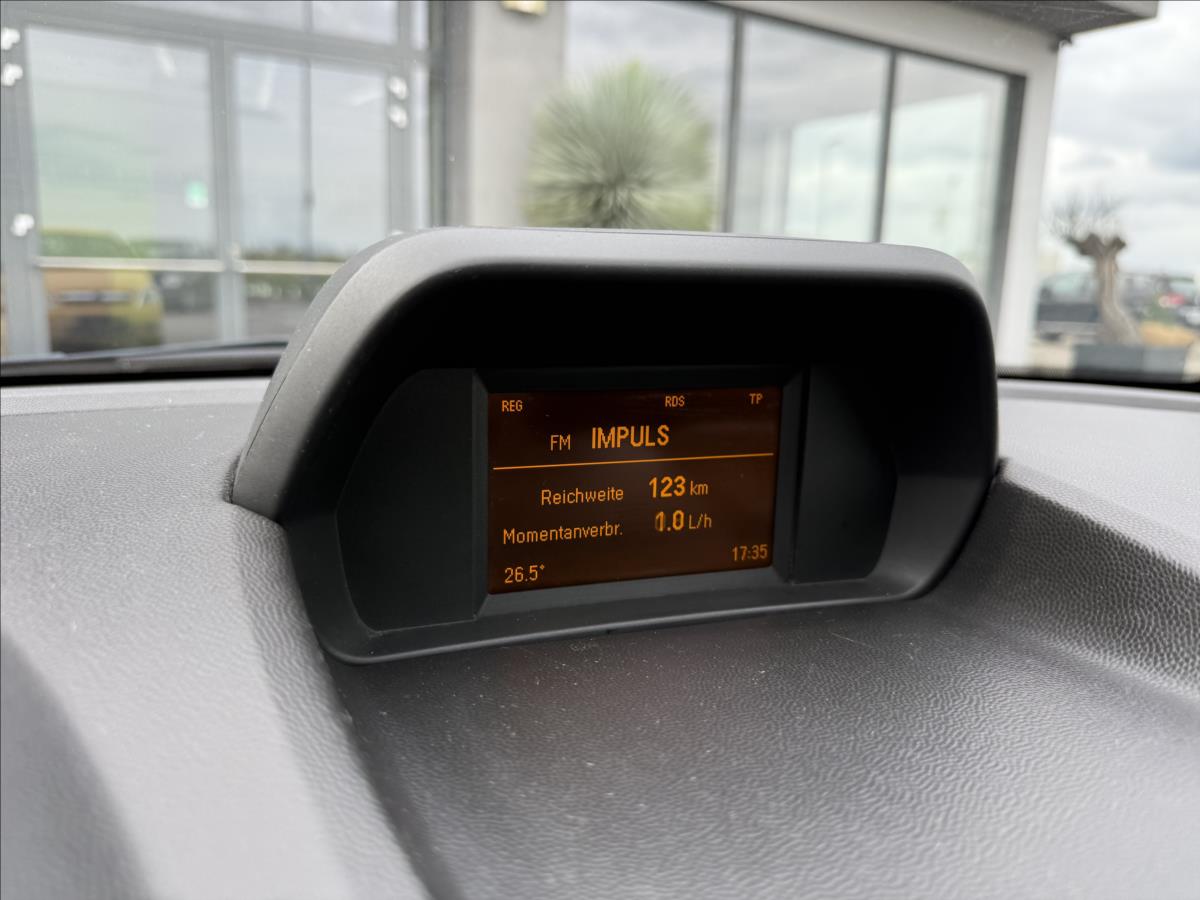 REG RDS TP
FM IMPULS
Reichweite 123 km
Momentanverbr. 1.0 L/h
26.5° 17:35